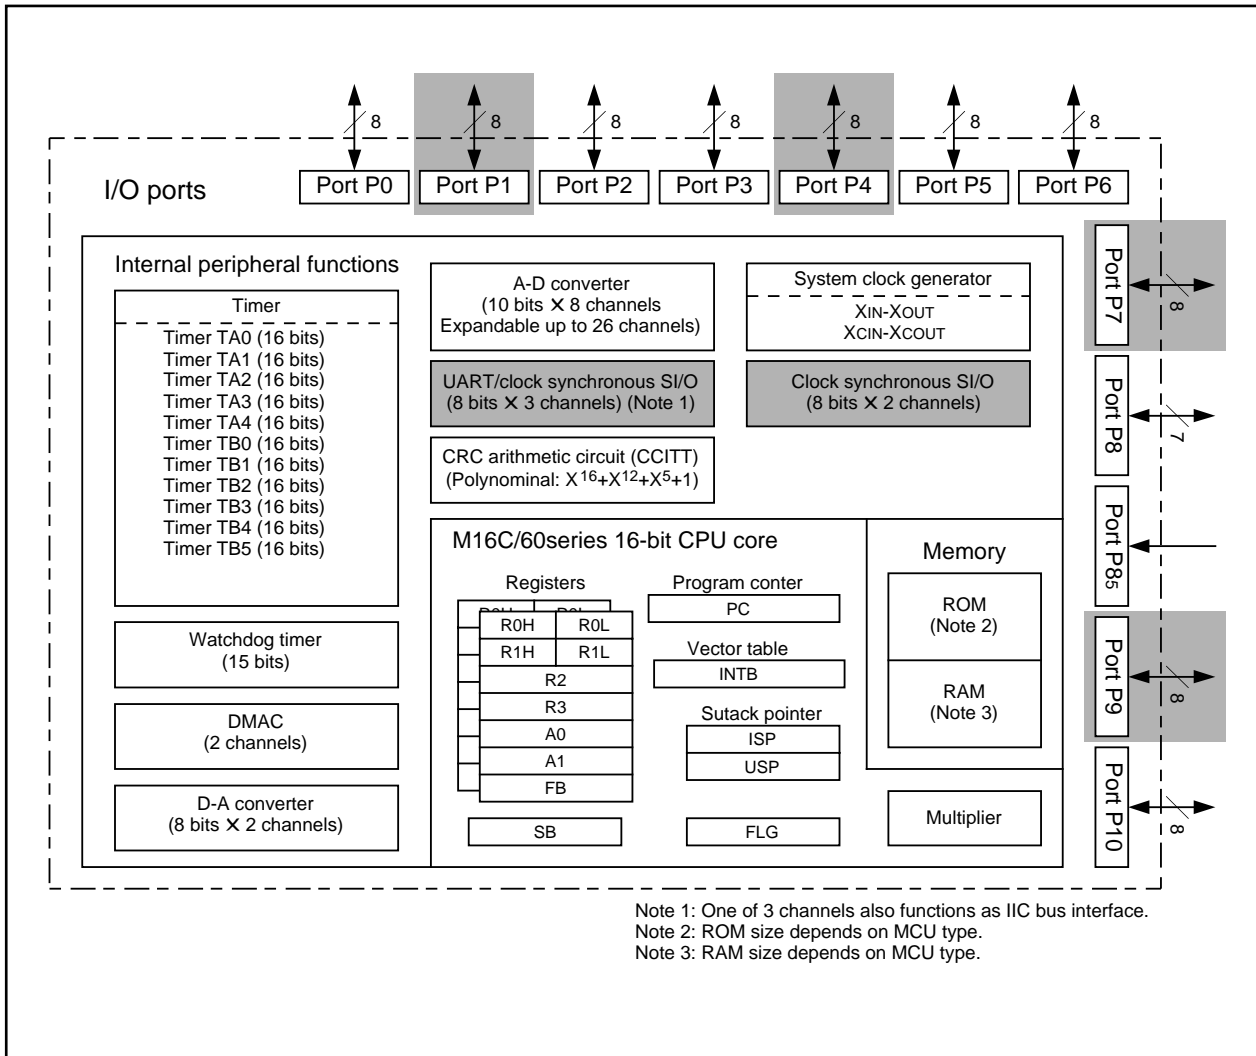 8 8 8 8 8 8 8
I/O ports
Port P0 Port P1 Port P2 Port P3 Port P4 Port P5 Port P6
Internal peripheral functions
Timer
Timer TA0 (16 bits)
Timer TA1 (16 bits)
Timer TA2 (16 bits)
Timer TA3 (16 bits)
Timer TA4 (16 bits)
Timer TB0 (16 bits)
Timer TB1 (16 bits)
Timer TB2 (16 bits)
Timer TB3 (16 bits)
Timer TB4 (16 bits)
Timer TB5 (16 bits)
Watchdog timer
(15 bits)
DMAC
(2 channels)
D-A converter
(8 bits X 2 channels)
A-D converter
(10 bits X 8 channels
Expandable up to 26 channels)
UART/clock synchronous SI/O
(8 bits X 3 channels) (Note 1)
CRC arithmetic circuit (CCITT)
(Polynominal: X16+X12+X5+1)
System clock generator
XIN-XOUT
XCIN-XCOUT
Clock synchronous SI/O
(8 bits X 2 channels)
M16C/60series 16-bit CPU core
Registers
R0H R0L
R0H R0L
R1H R1L
R2
R3
A0
A1
FB
SB
Program conter
PC
Vector table
INTB
Sutack pointer
ISP
USP
FLG
Memory
ROM
(Note 2)
RAM
(Note 3)
Multiplier
Port P7
8
Port P8
7
Port P85
Port P9
8
Port P10
8
Note 1: One of 3 channels also functions as IIC bus interface.
Note 2: ROM size depends on MCU type.
Note 3: RAM size depends on MCU type.